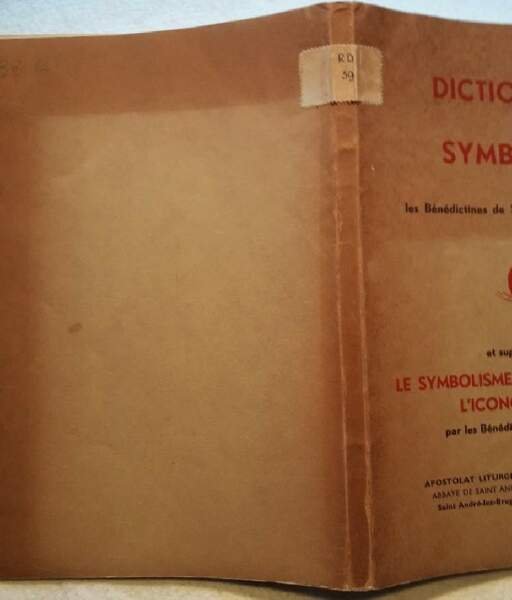 RD
59
DICTIO
SYMB
les Bénédictines de
et sup
LE SYMBOLISME
L'ICONO
par les Bénédi
APOSTOLAT LITURG
ABBAYE DE SAINT AN
Saint André-lez-Brug